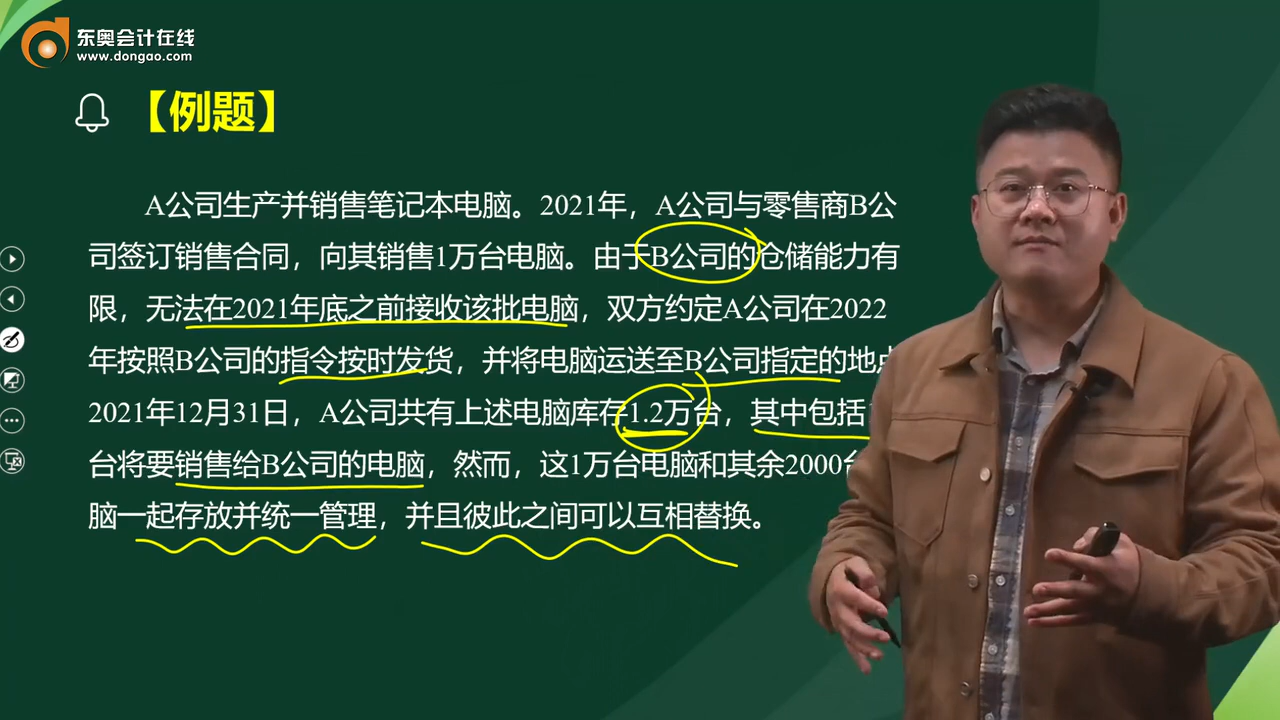 东奥会计在线
www.dongao.com
【例题】
A公司生产并销售笔记本电脑。2021年，A公司与零售商B公
司签订销售合同，向其销售1万台电脑。由于B公司的仓储能力有
限，无法在2021年底之前接收该批电脑，双方约定A公司在2022
年按照B公司的指令按时发货，并将电脑运送至B公司指定的地点
2021年12月31日，A公司共有上述电脑库存1.2万台，其中包括
台将要销售给B公司的电脑，然而，这1万台电脑和其余2000台
脑一起存放并统一管理，并且彼此之间可以互相替换。